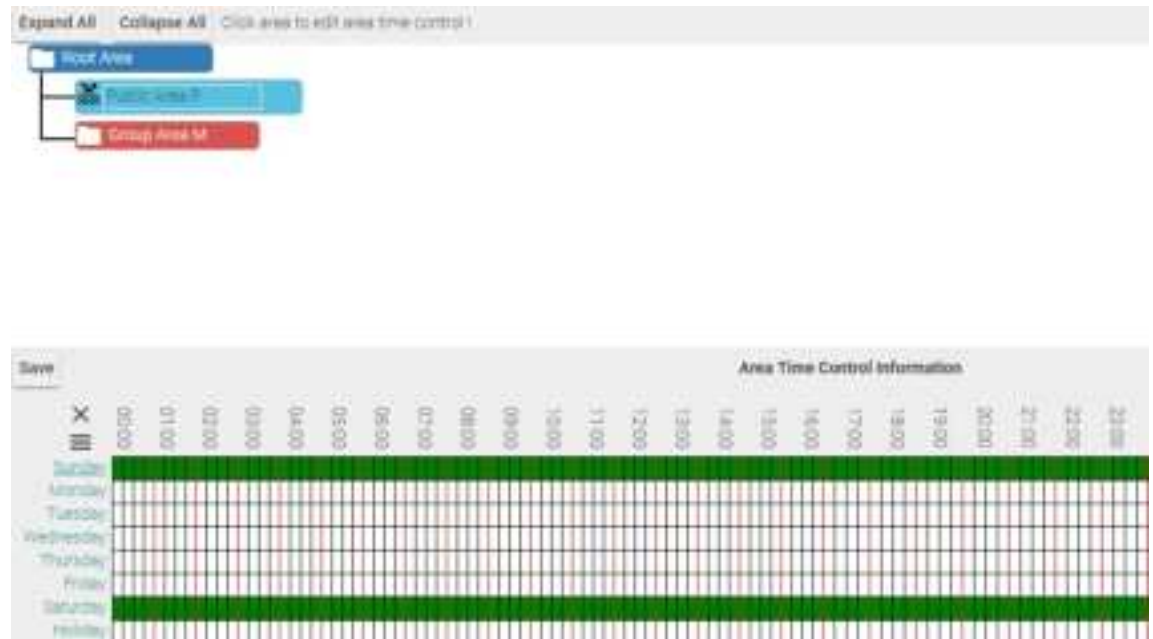 Expand All Collapse All Click area to edit area time control !
Root Area
Public Area P
Group Area M
Save Area Time Control Information
00:00 01:00 02:00 03:00 04:00 05:00 06:00 07:00 08:00 09:00 10:00 11:00 12:00 13:00 14:00 15:00 16:00 17:00 18:00 19:00 20:00 21:00 22:00 23:00
Sunday
Monday
Tuesday
Wednesday
Thursday
Friday
Saturday
Holiday